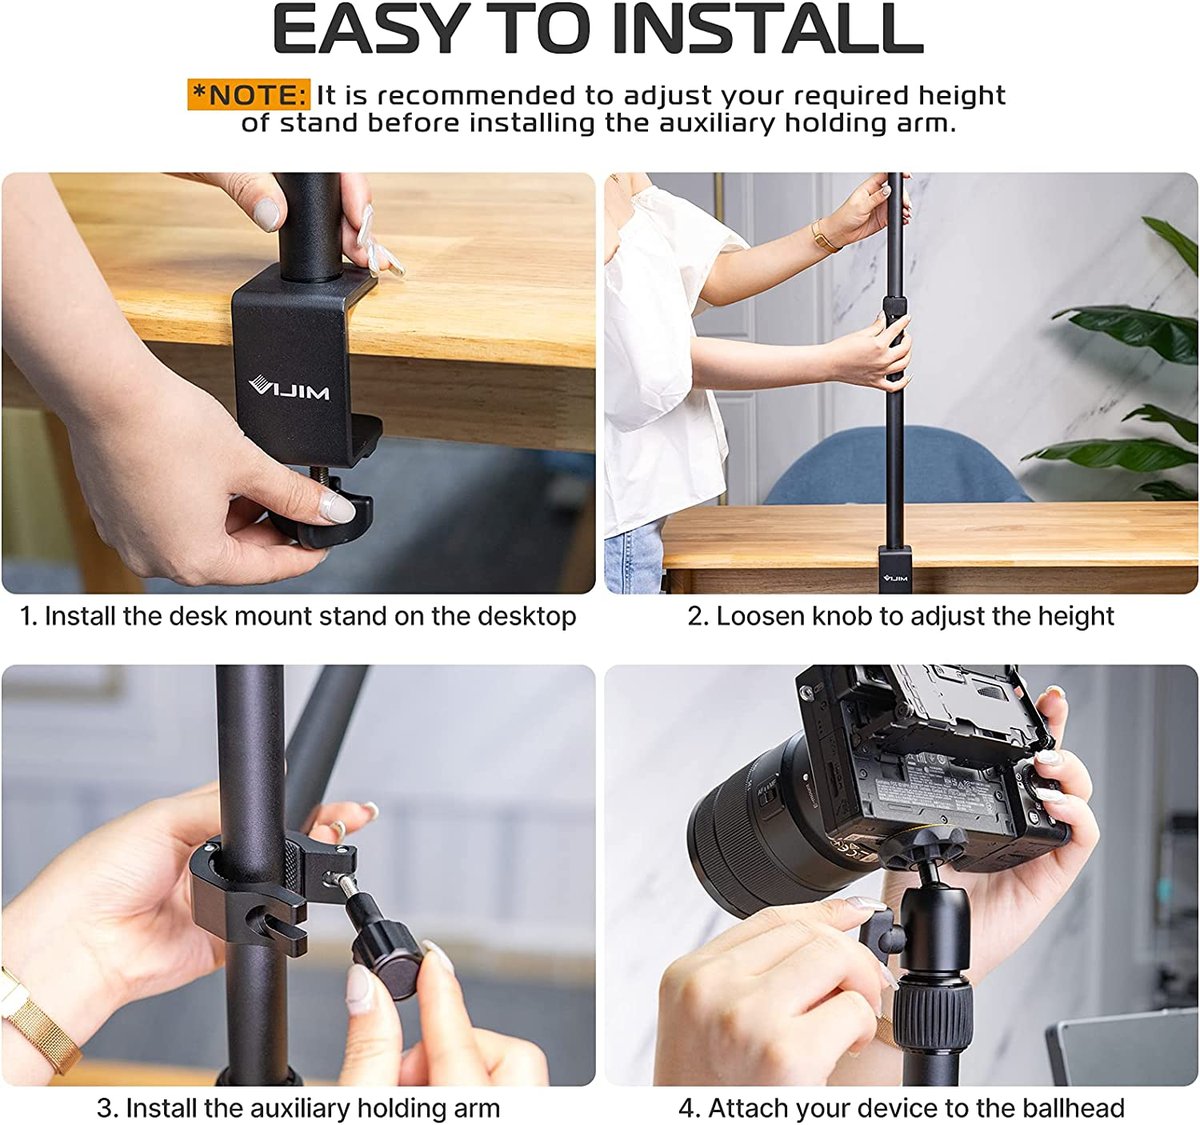 EASY TO INSTALL
*NOTE: It is recommended to adjust your required height
of stand before installing the auxiliary holding arm.
VIJIM
VIJIM
1. Install the desk mount stand on the desktop
2. Loosen knob to adjust the height
3. Install the auxiliary holding arm
4. Attach your device to the ballhead